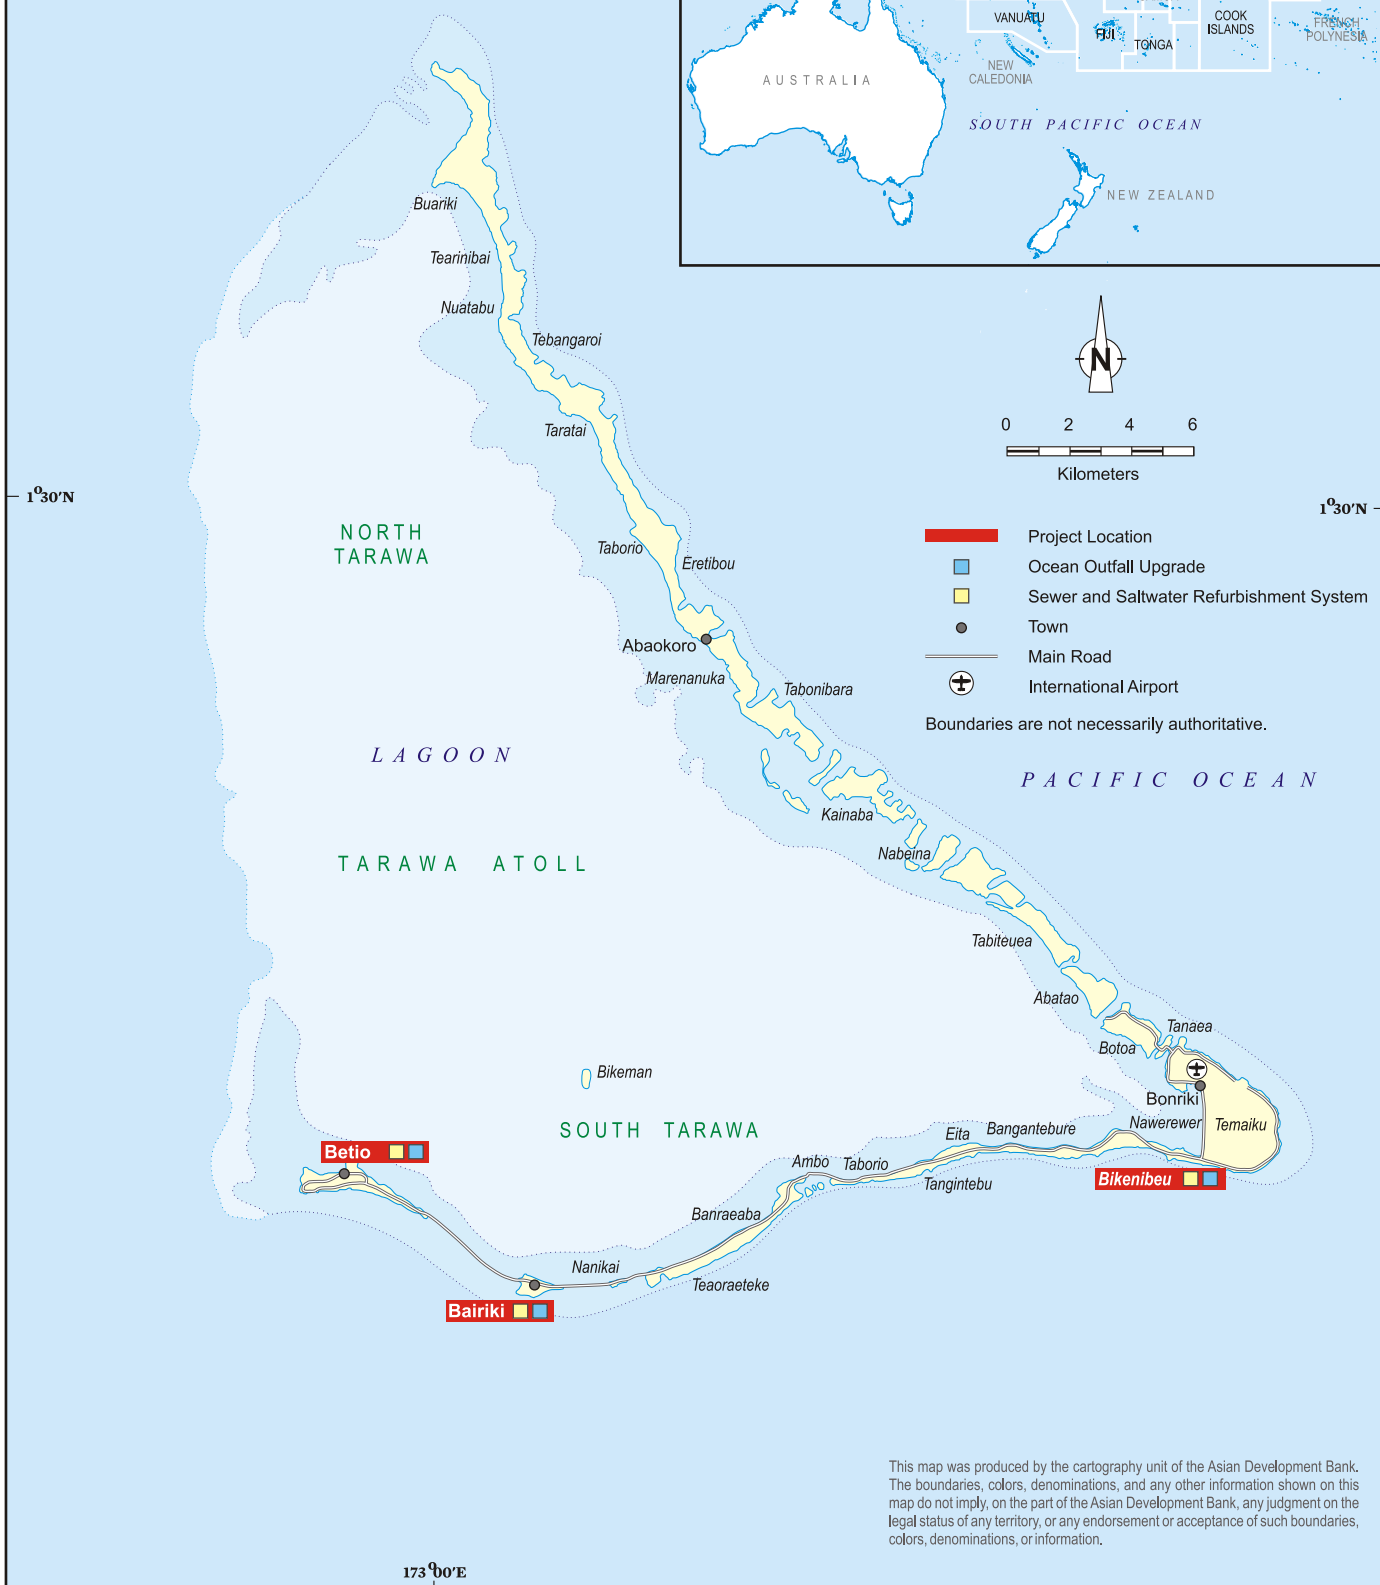 VANUATU
FIJI
TONGA
COOK
ISLANDS
FRENCH
POLYNESIA
NEW
CALEDONIA
AUSTRALIA
SOUTH PACIFIC OCEAN
NEW ZEALAND
Buariki
Tearinibai
Nuatabu
Tebangaroi
Taratai
N
0 2 4 6
Kilometers
1°30'N
1°30'N
NORTH
TARAWA
Taborio
Eretibou
Project Location
Ocean Outfall Upgrade
Sewer and Saltwater Refurbishment System
Town
Main Road
International Airport
Boundaries are not necessarily authoritative.
Abaokoro
Marenanuka
Tabonibara
LAGOON
PACIFIC OCEAN
Kainaba
Nabeina
TARAWA ATOLL
Tabiteuea
Abatao
Tanaea
Botoa
Bikeman
Bonriki
SOUTH TARAWA
Nawerewer
Temaiku
Eita
Bangantebure
Betio
Ambo
Taborio
Tangintebu
Bikenibeu
Banraeaba
Nanikai
Teaoraeteke
Bairiki
This map was produced by the cartography unit of the Asian Development Bank.
The boundaries, colors, denominations, and any other information shown on this
map do not imply, on the part of the Asian Development Bank, any judgment on the
legal status of any territory, or any endorsement or acceptance of such boundaries,
colors, denominations, or information.
173°00'E